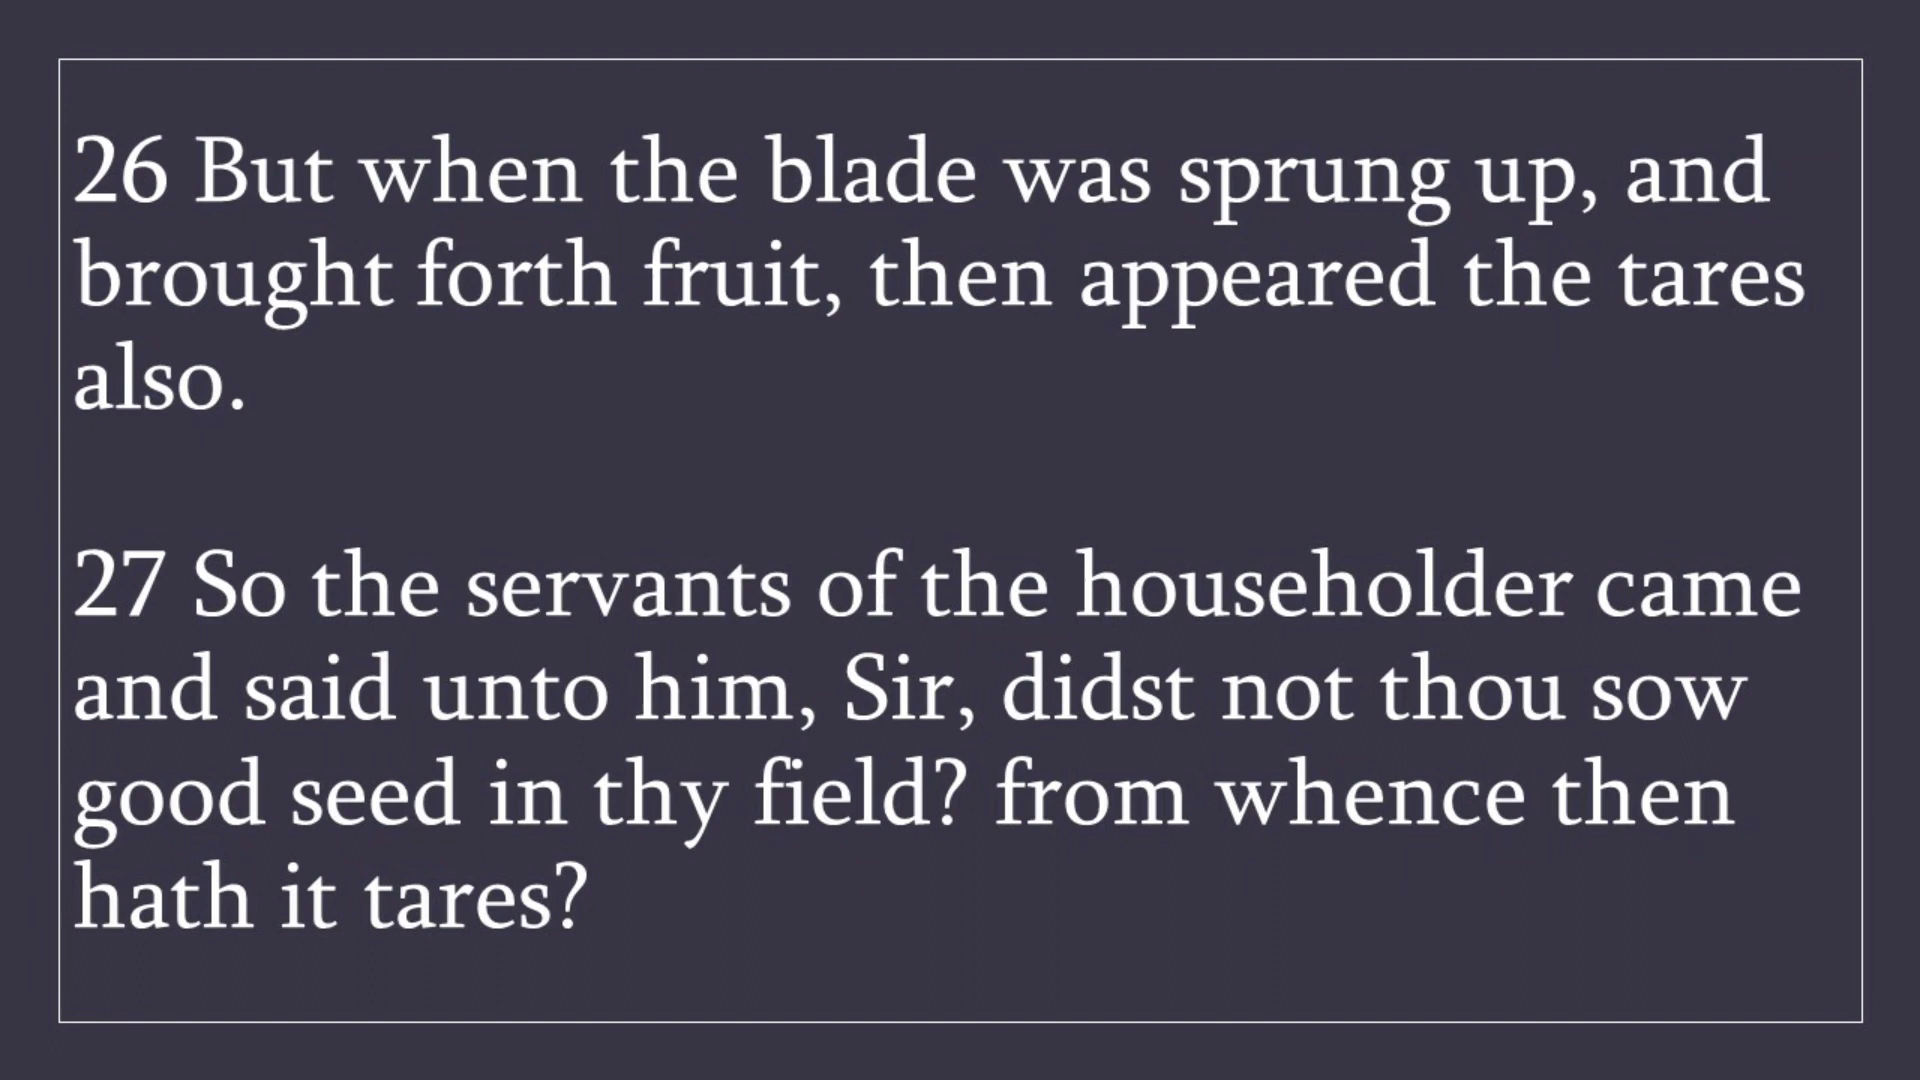 26 But when the blade was sprung up, and
brought forth fruit, then appeared the tares
also.
27 So the servants of the householder came
and said unto him, Sir, didst not thou sow
good seed in thy field? from whence then
hath it tares?